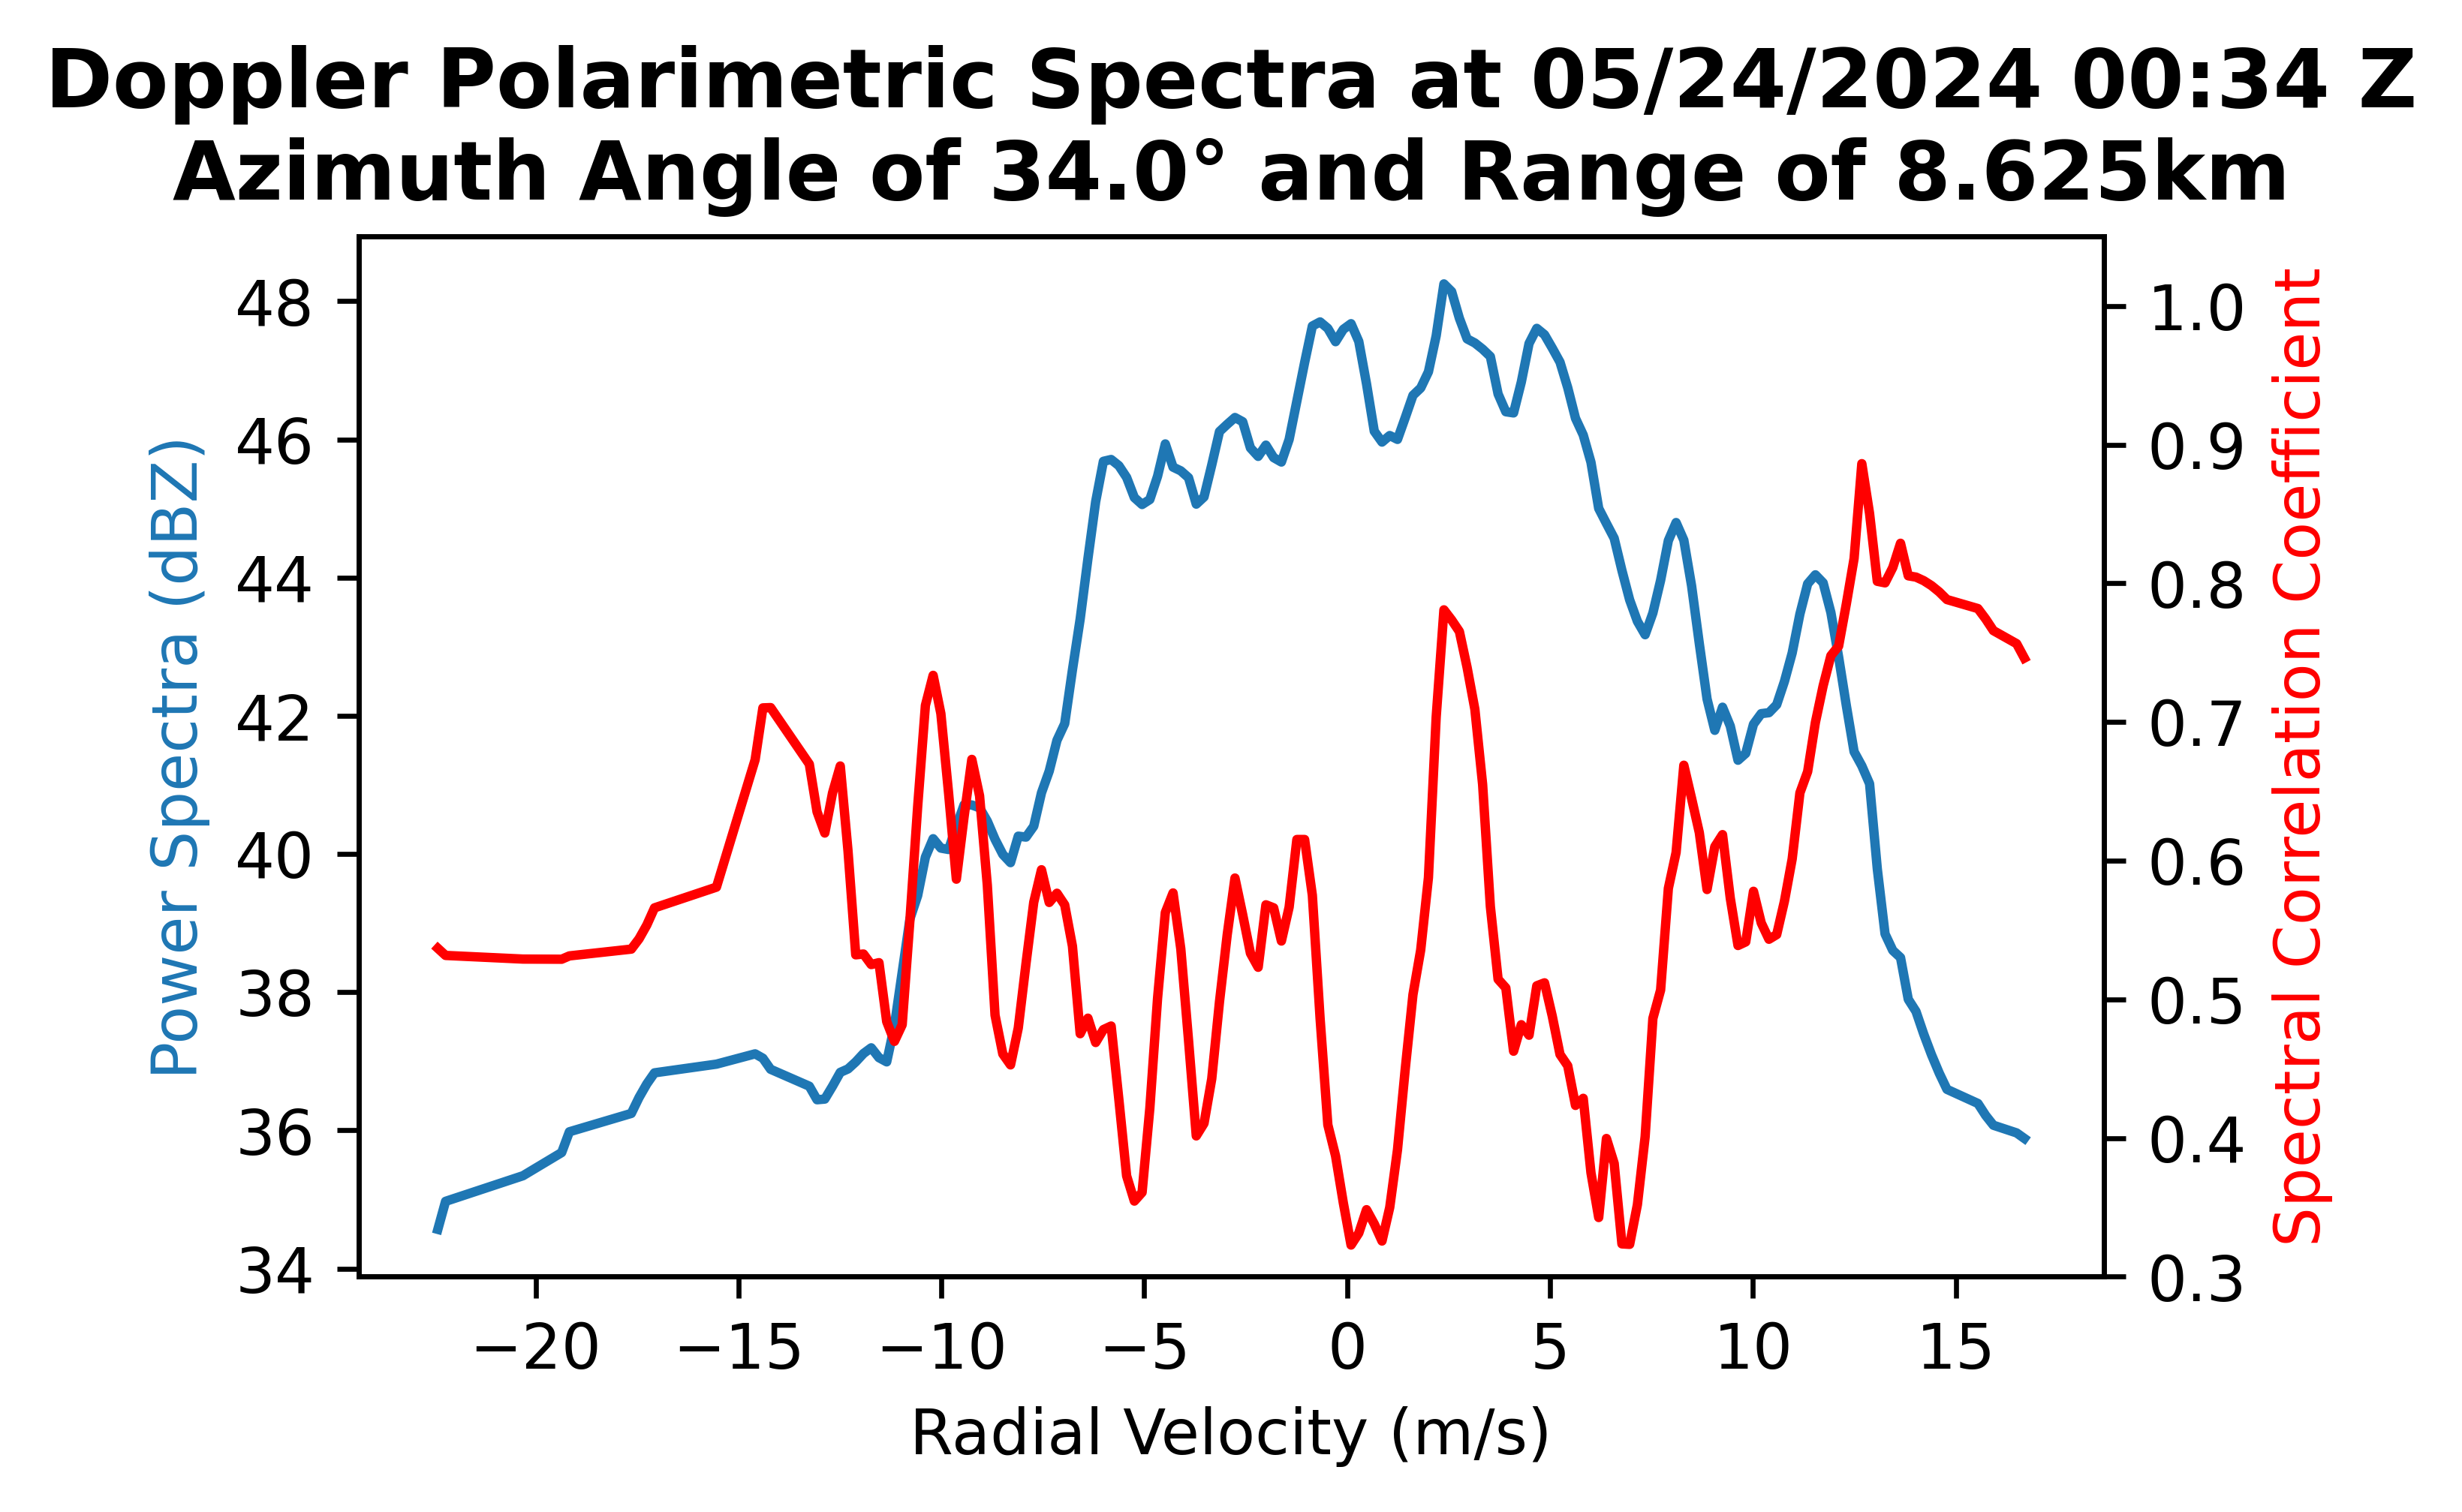 Doppler Polarimetric Spectra at 05/24/2024 00:34 Z
Azimuth Angle of 34.0° and Range of 8.625km
Power Spectra (dBZ)
48
46
44
42
40
38
36
34
1.0
0.9
0.8
0.7
0.6
0.5
0.4
0.3
Spectral Correlation Coefficient
−20 −15 −10 −5 0 5 10 15
Radial Velocity (m/s)